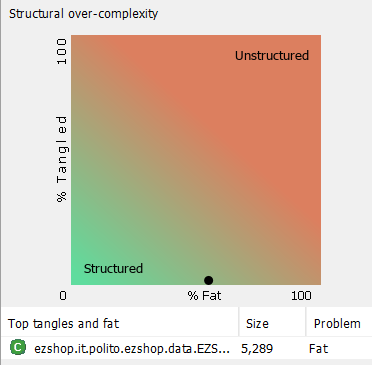 Structural over-complexity
100
Unstructured
% Tangled
Structured
0 % Fat 100
Top tangles and fat Size Problem
C ezshop.it.polito.ezshop.data.EZS... 5,289 Fat